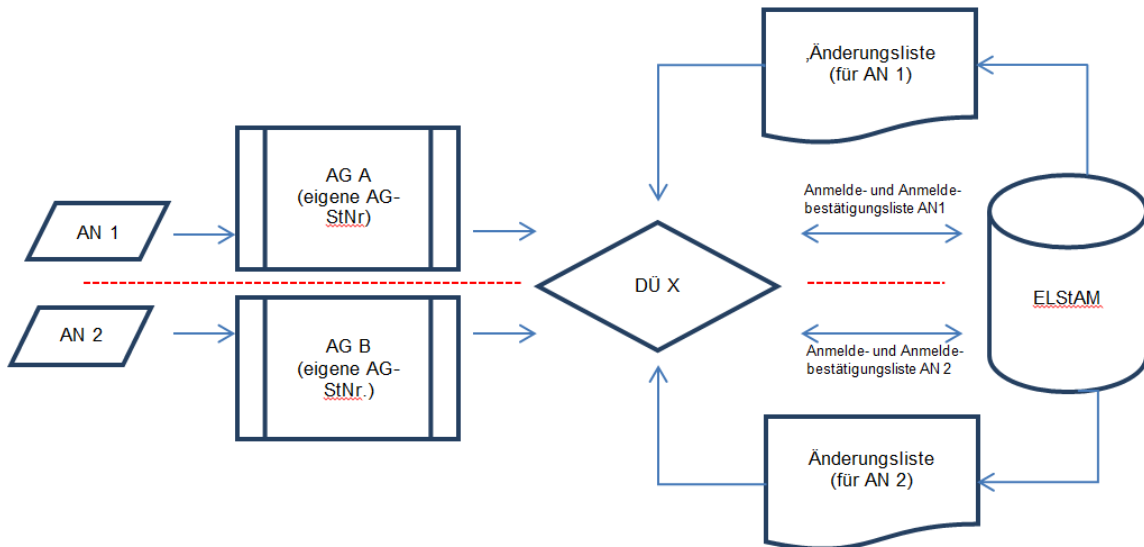 ,Änderungsliste
(für AN 1)
AG A
(eigene AG-
StNr)
Anmelde- und Anmelde-
bestätigungsliste AN1
AN 1
DÜ X
ELStAM
AN 2
AG B
(eigene AG-
StNr.)
Anmelde- und Anmelde-
bestätigungsliste AN 2
Änderungsliste
(für AN 2)